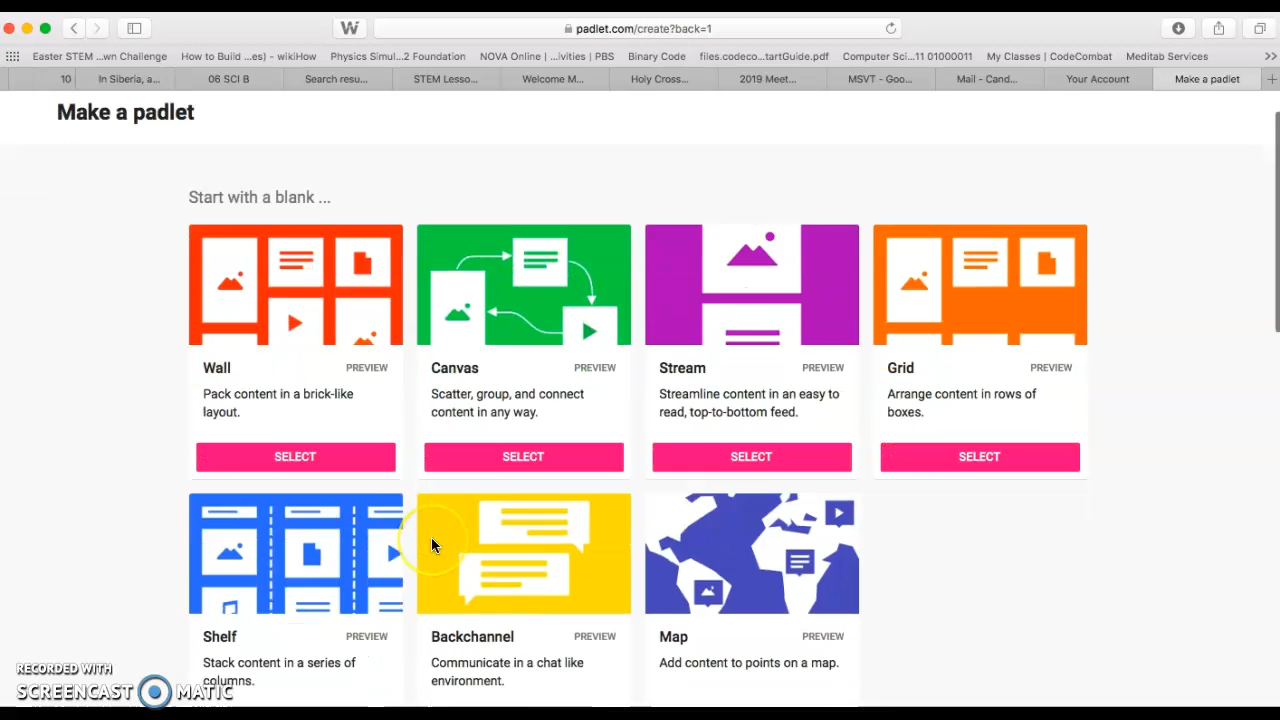 W
padlet.com/create?back=1
Easter STEM ...wn Challenge
How to Build ...es) - wikiHow
Physics Simul...2 Foundation
NOVA Online | ...ivities | PBS
Binary Code
files.codeco...tartGuide.pdf
Computer Sci...11 01000011
My Classes | CodeCombat
Meditab Services
10
In Siberia, a...
06 SCI B
Search resu...
STEM Lesso...
Welcome M...
Holy Cross...
2019 Meet...
MSVT - Goo...
Mail - Cand...
Your Account
Make a padlet
Make a padlet
Start with a blank ...
Wall
PREVIEW
Pack content in a brick-like
layout.
SELECT
Canvas
PREVIEW
Scatter, group, and connect
content in any way.
SELECT
Stream
PREVIEW
Streamline content in an easy to
read, top-to-bottom feed.
SELECT
Grid
PREVIEW
Arrange content in rows of
boxes.
SELECT
Shelf
PREVIEW
Stack content in a series of
columns.
Backchannel
PREVIEW
Communicate in a chat like
environment.
Map
PREVIEW
Add content to points on a map.
RECORDED WITH
SCREENCAST MATIC